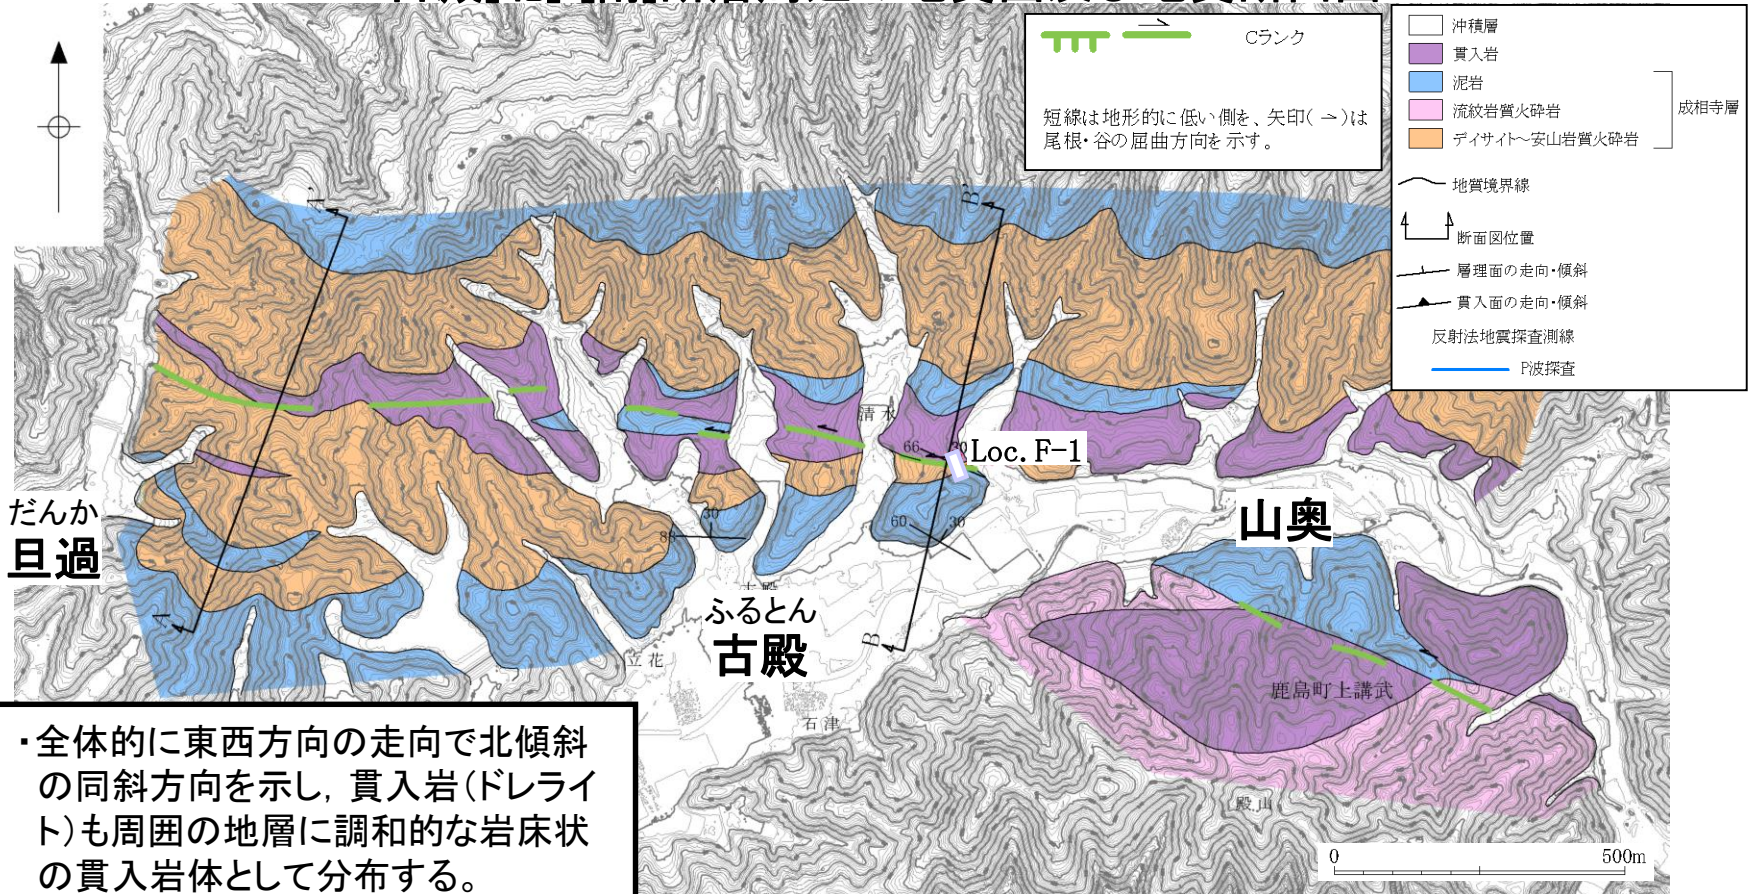 Cランク
短線は地形的に低い側を、矢印( → )は
尾根・谷の屈曲方向を示す。
沖積層
貫入岩
泥岩
流紋岩質火砕岩
デイサイト～安山岩質火砕岩
成相寺層
地質境界線
断面図位置
層理面の走向・傾斜
貫入面の走向・傾斜
反射法地震探査測線
P波探査
A'
B'
清水
66
30
Loc. F-1
だんか
旦過
山奥
30
60
30
ふるとん
古殿
A
B
立花
石津
鹿島町上講武
殿山
・全体的に東西方向の走向で北傾斜
の同斜方向を示し, 貫入岩(ドレライ
ト)も周囲の地層に調和的な岩床状
の貫入岩体として分布する。
0
500m